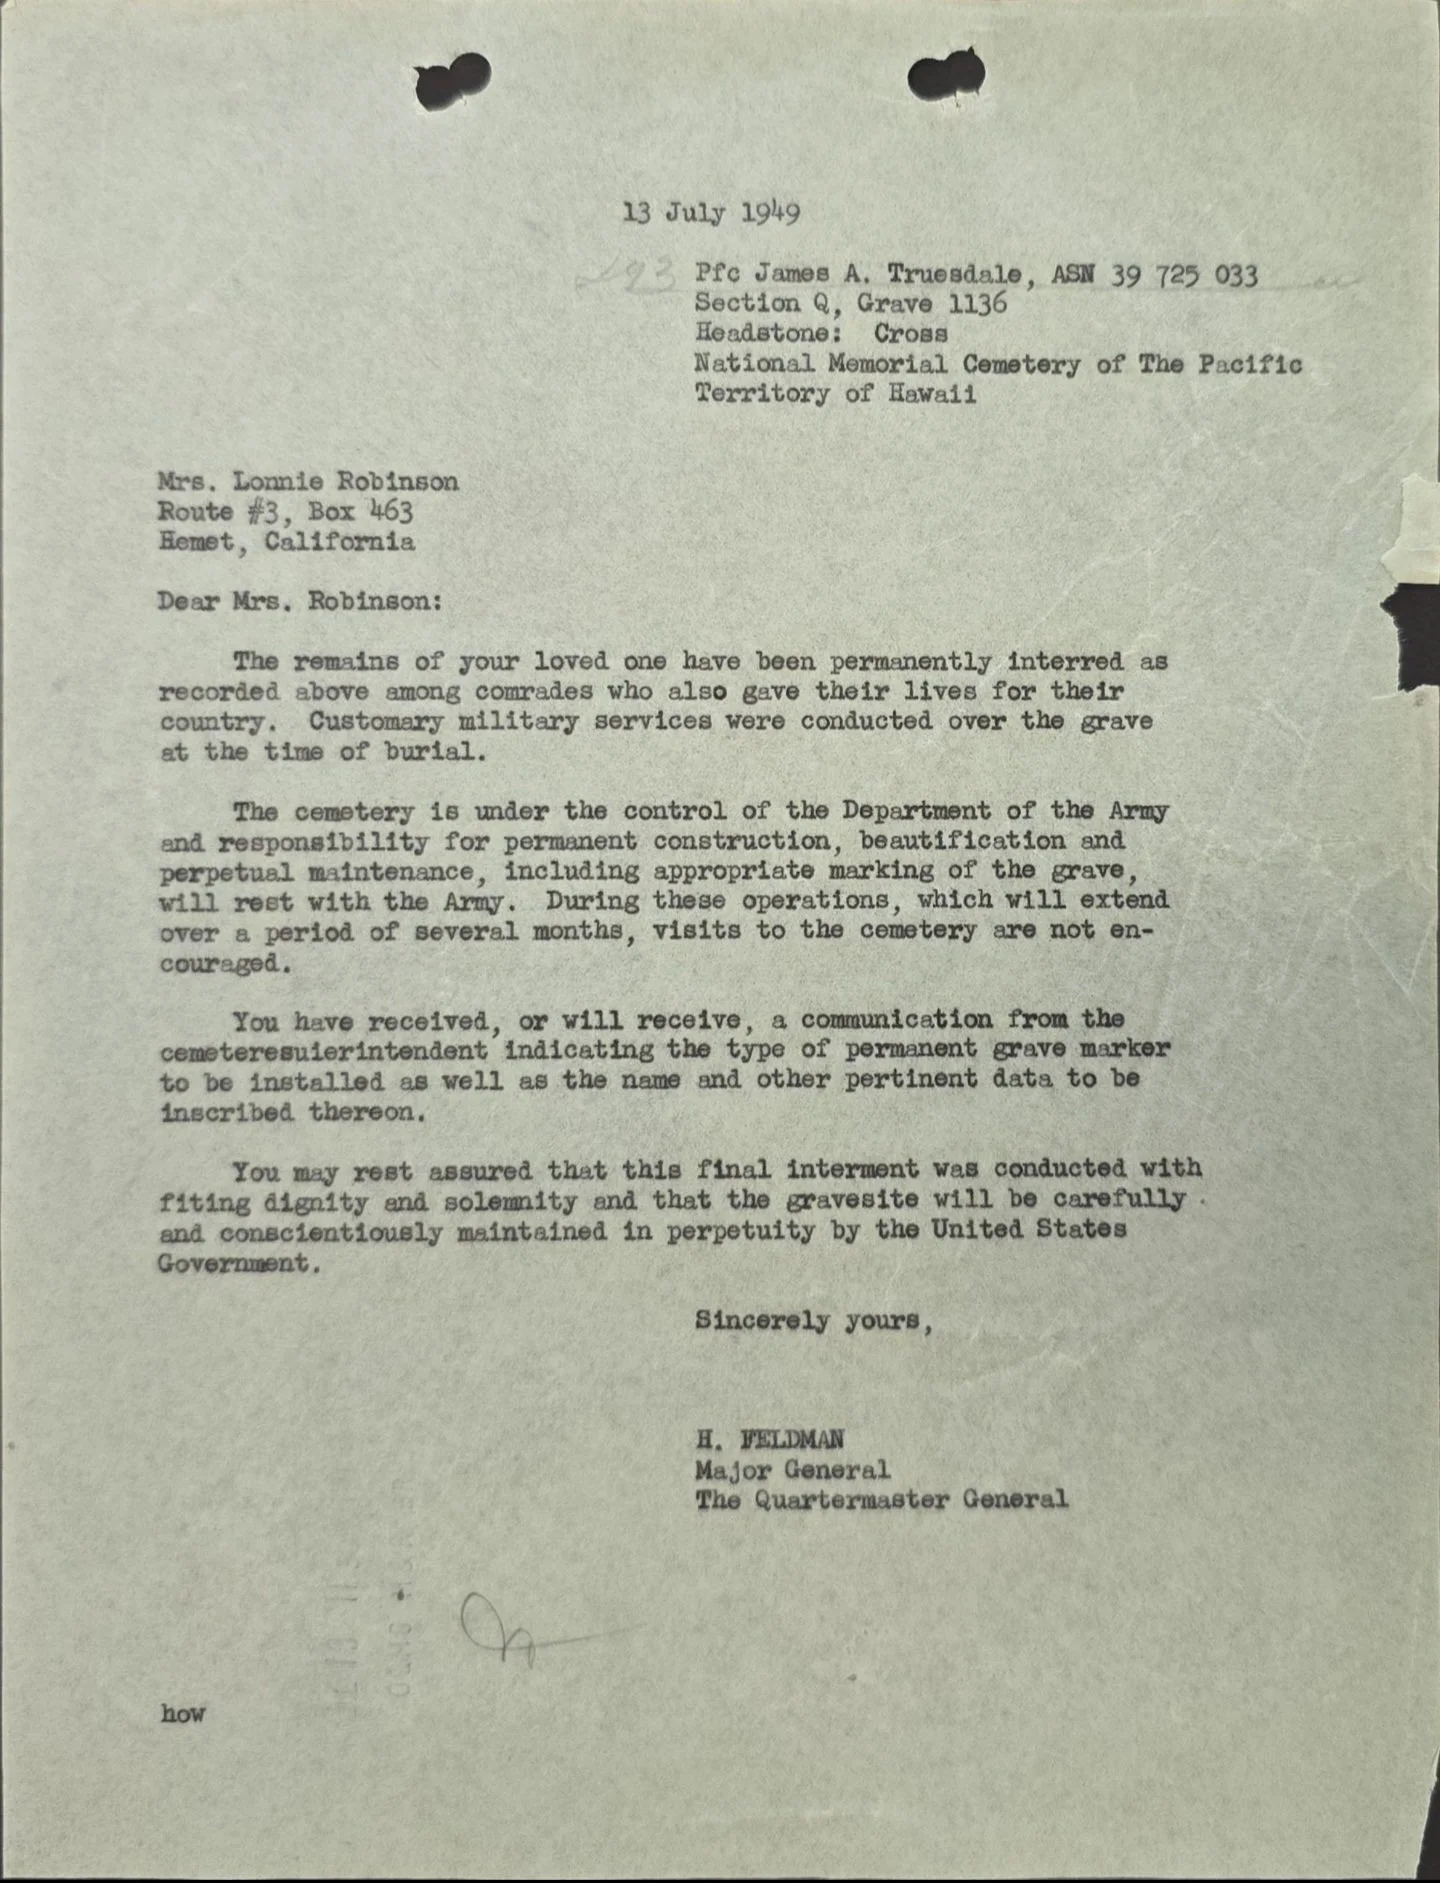 13 July 1949
293 Pfc James A. Truesdale, ASN 39 725 033
Section Q, Grave 1136
Headstone: Cross
National Memorial Cemetery of The Pacific
Territory of Hawaii
Mrs. Lonnie Robinson
Route #3, Box 463
Hemet, California
Dear Mrs. Robinson:
The remains of your loved one have been permanently interred as
recorded above among comrades who also gave their lives for their
country. Customary military services were conducted over the grave
at the time of burial.
The cemetery is under the control of the Department of the Army
and responsibility for permanent construction, beautification and
perpetual maintenance, including appropriate marking of the grave,
will rest with the Army. During these operations, which will extend
over a period of several months, visits to the cemetery are not en-
couraged.
You have received, or will receive, a communication from the
cemeteresuierintendent indicating the type of permanent grave marker
to be installed as well as the name and other pertinent data to be
inscribed thereon.
You may rest assured that this final interment was conducted with
fiting dignity and solemnity and that the gravesite will be carefully
and conscientiously maintained in perpetuity by the United States
Government.
Sincerely yours,
H. FELDMAN
Major General
The Quartermaster General
how